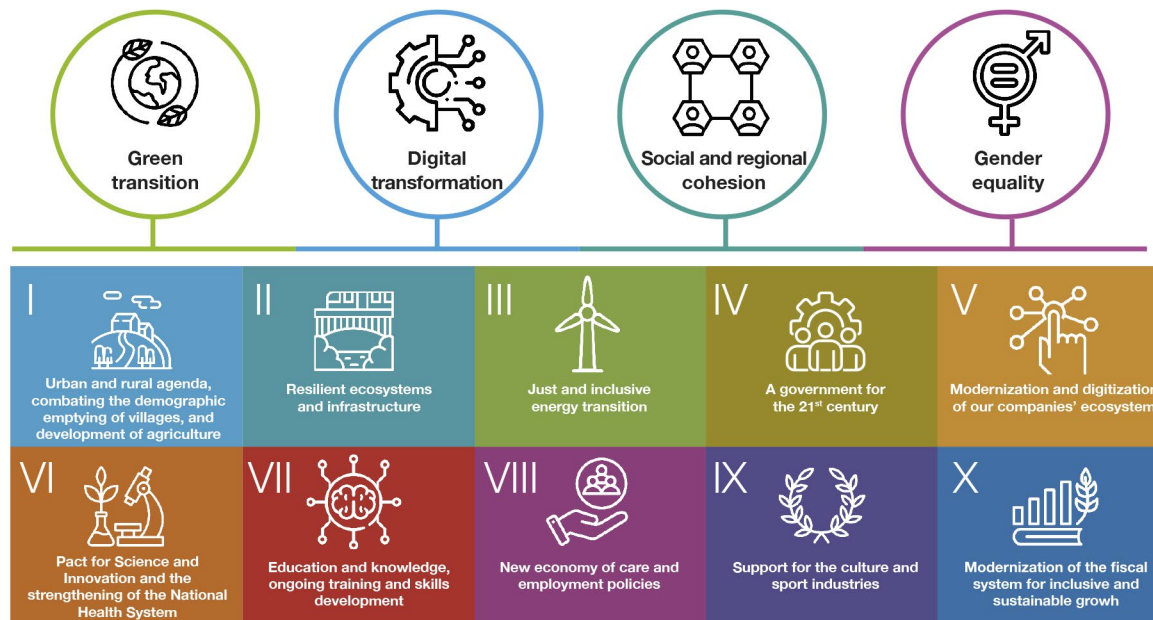 Green
transition
Digital
transformation
Social and regional
cohesion
Gender
equality
I
Urban and rural agenda,
combating the demographic
emptying of villages, and
development of agriculture
II
Resilient ecosystems
and infrastructure
III
Just and inclusive
energy transition
IV
A government for
the 21st century
V
Modernization and digitization
of our companies' ecosystem
VI
Pact for Science and
Innovation and the
strengthening of the National
Health System
VII
Education and knowledge,
ongoing training and skills
development
VIII
New economy of care and
employment policies
IX
Support for the culture and
sport industries
X
Modernization of the fiscal
system for inclusive and
sustainable growth